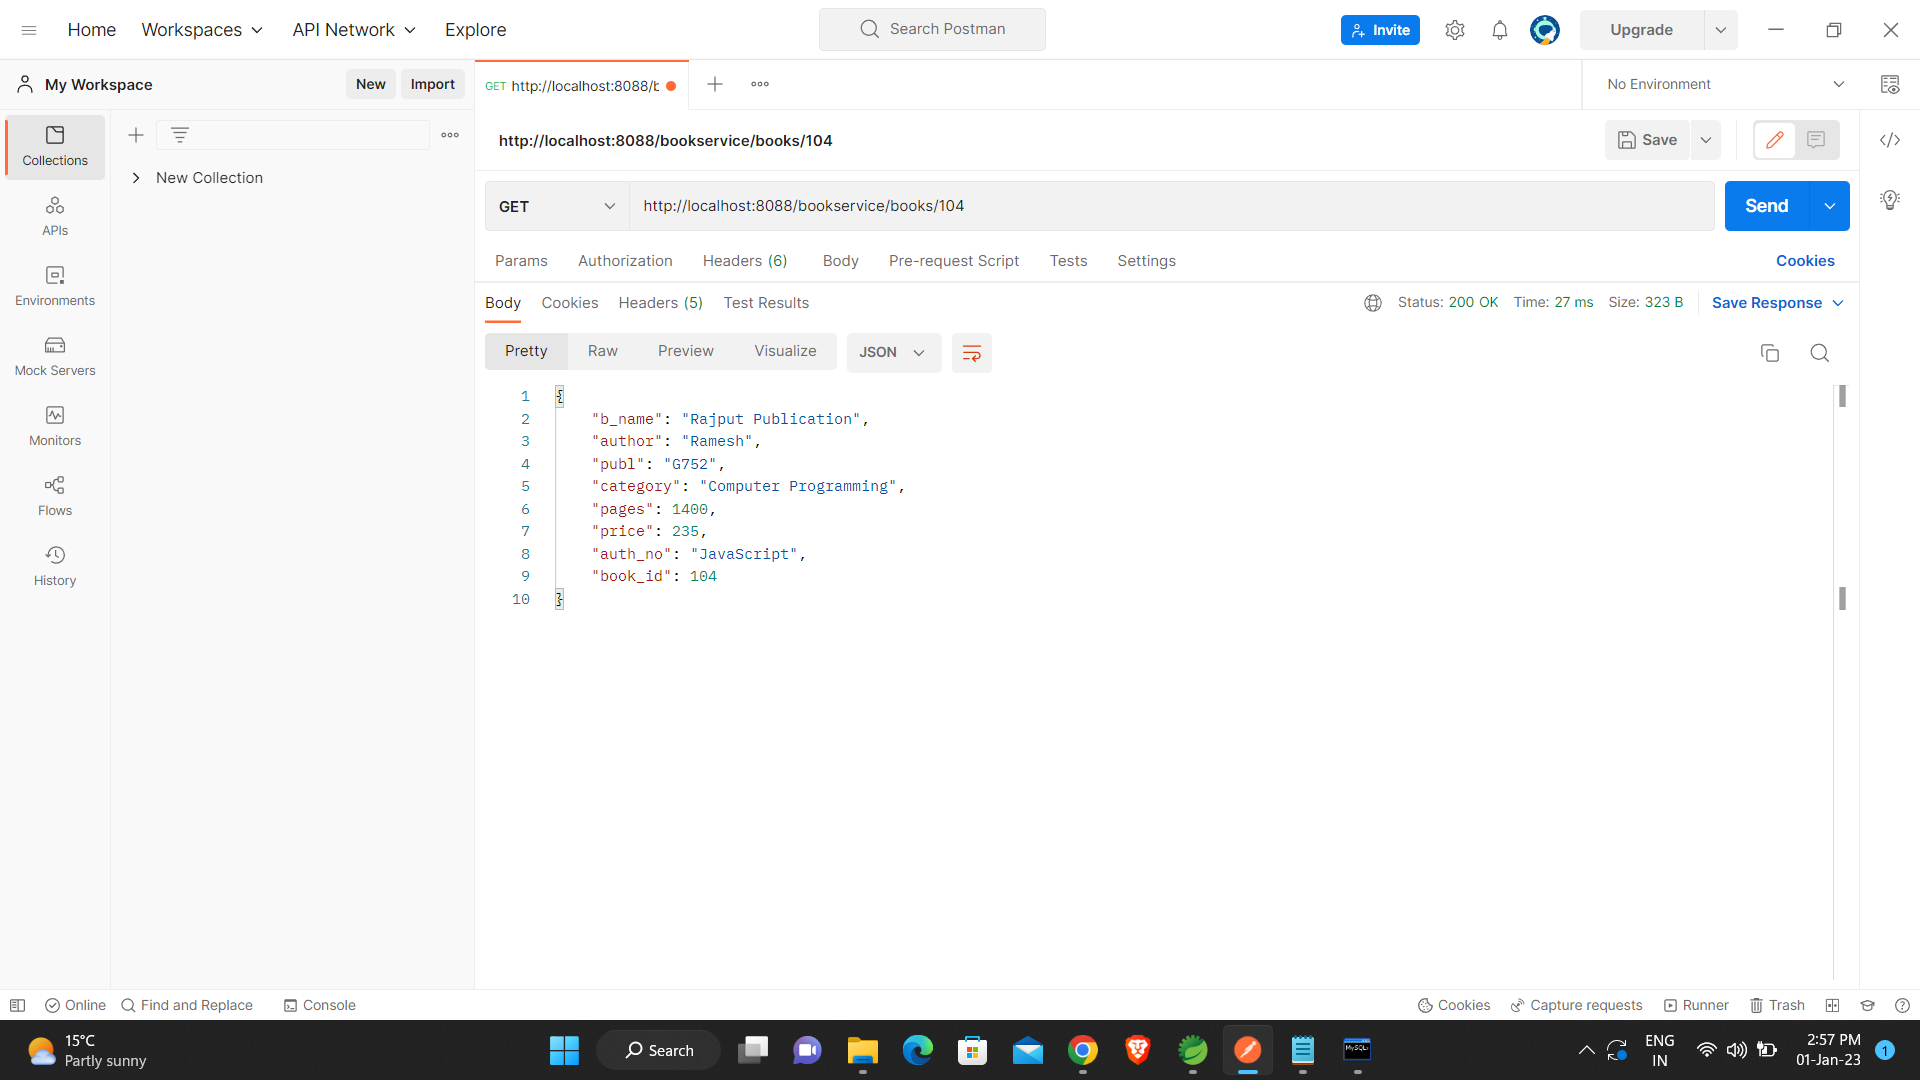 Home Workspaces API Network Explore Search Postman Invite Upgrade
My Workspace New Import GET http://localhost:8088/b No Environment
http://localhost:8088/bookservice/books/104 Save
Collections
New Collection
APIs
Environments
Mock Servers
Monitors
Flows
History
GET http://localhost:8088/bookservice/books/104 Send
Params Authorization Headers (6) Body Pre-request Script Tests Settings Cookies
Body Cookies Headers (5) Test Results Status: 200 OK Time: 27 ms Size: 323 B Save Response
Pretty Raw Preview Visualize JSON
1 {
2 "b_name": "Rajput Publication",
3 "author": "Ramesh",
4 "publ": "G752",
5 "category": "Computer Programming",
6 "pages": 1400,
7 "price": 235,
8 "auth_no": "JavaScript",
9 "book_id": 104
10 }
Online Find and Replace Console Cookies Capture requests Runner Trash
15°C
Partly sunny
Search
MySQL
ENG
IN
2:57 PM
01-Jan-23
1